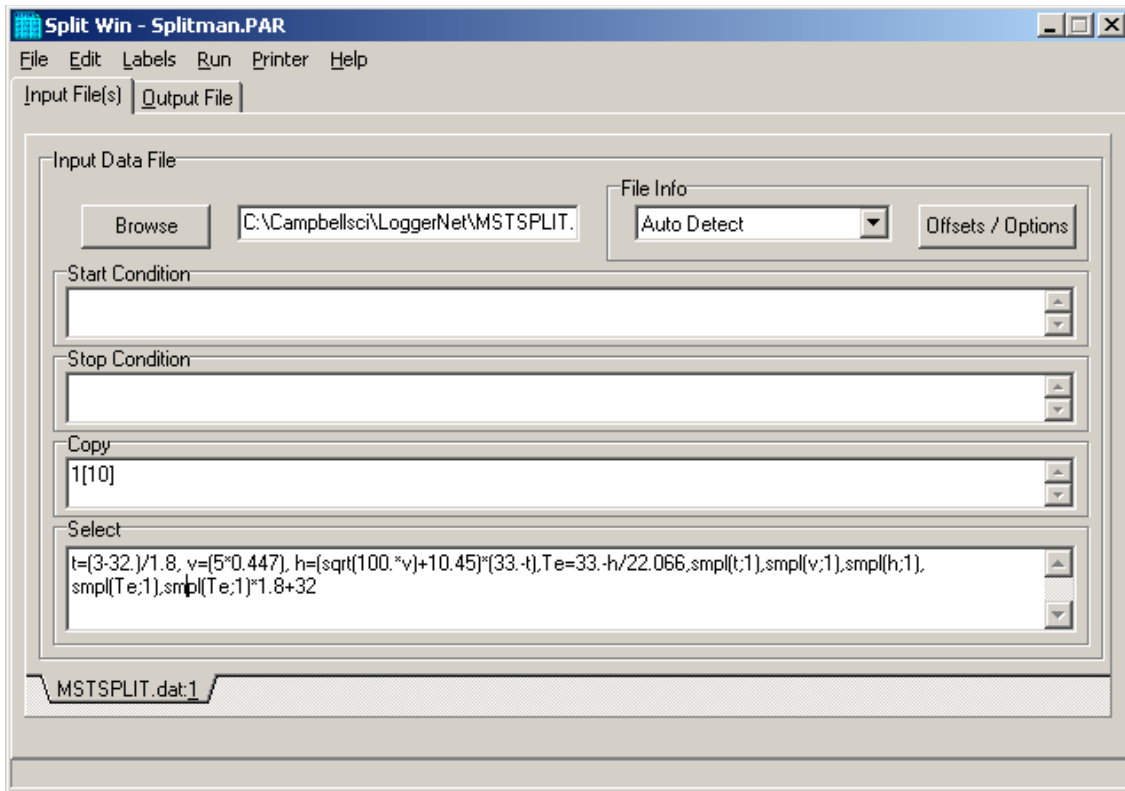 Split Win - Splitman.PAR
File Edit Labels Run Printer Help
Input File(s) Output File
Input Data File
File Info
Browse C:\Campbellsci\LoggerNet\MSTSPLIT. Auto Detect Offsets / Options
Start Condition
Stop Condition
Copy
1[10]
Select
t=(3-32.)/1.8, v=(5*0.447), h=(sqrt(100.*v)+10.45)*(33.-t),Te=33.-h/22.066,smpl(t;1),smpl(v;1),smpl(h;1),
smpl(Te;1),smpl(Te;1)*1.8+32
MSTSPLIT.dat:1